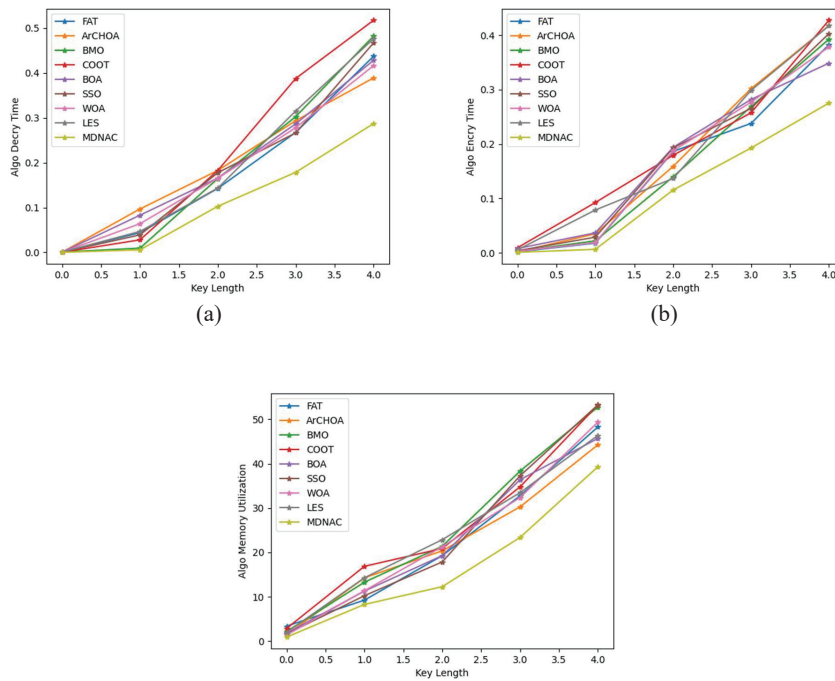 FAT
ArCHOA
BMO
COOT
BOA
SSO
WOA
LES
MDNAC
Algo Decry Time
0.5
0.4
0.3
0.2
0.1
0.0
0.0 0.5 1.0 1.5 2.0 2.5 3.0 3.5 4.0
Key Length
(a)
FAT
ArCHOA
BMO
COOT
BOA
SSO
WOA
LES
MDNAC
Algo Encry Time
0.4
0.3
0.2
0.1
0.0
0.0 0.5 1.0 1.5 2.0 2.5 3.0 3.5 4.0
Key Length
(b)
FAT
ArCHOA
BMO
COOT
BOA
SSO
WOA
LES
MDNAC
Algo Memory Utilization
50
40
30
20
10
0
0.0 0.5 1.0 1.5 2.0 2.5 3.0 3.5 4.0
Key Length